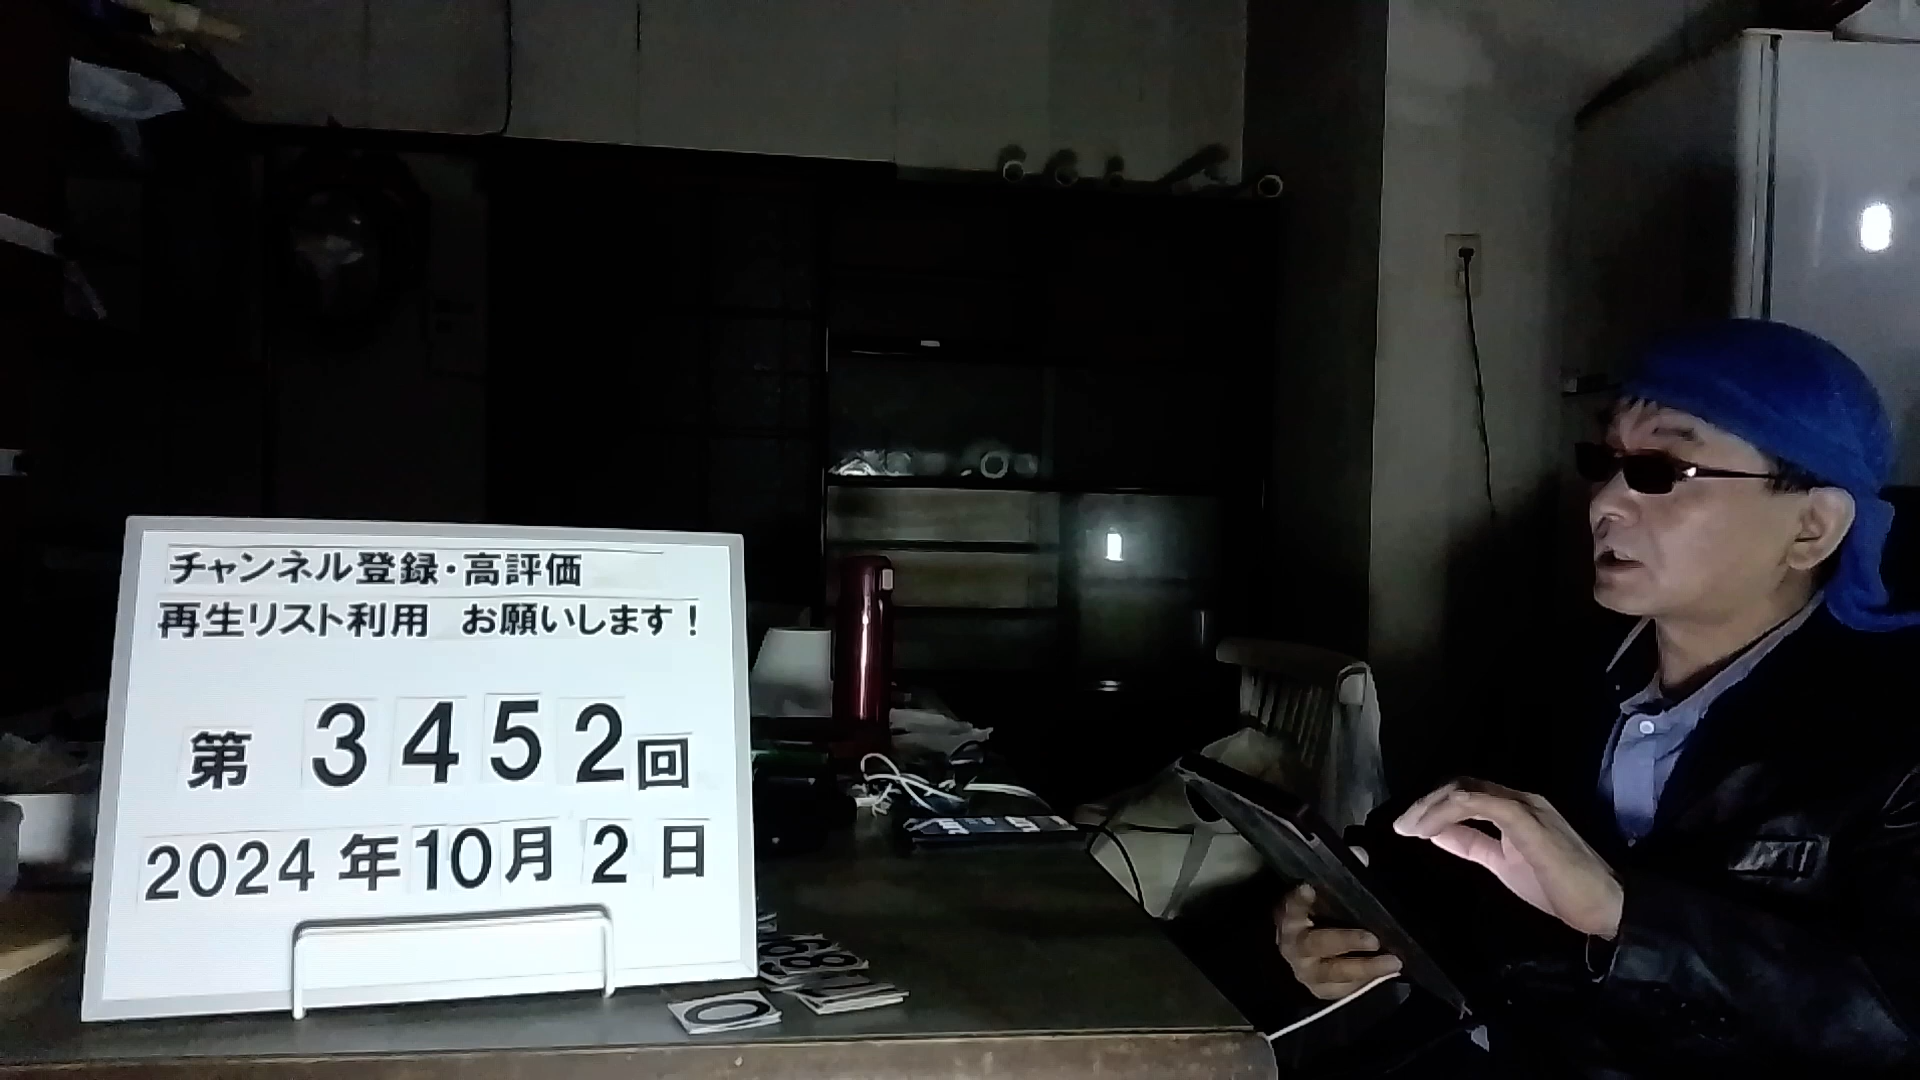 チャンネル登録・高評価
再生リスト利用 お願いします!
第 3452回
2024年10月2日
0